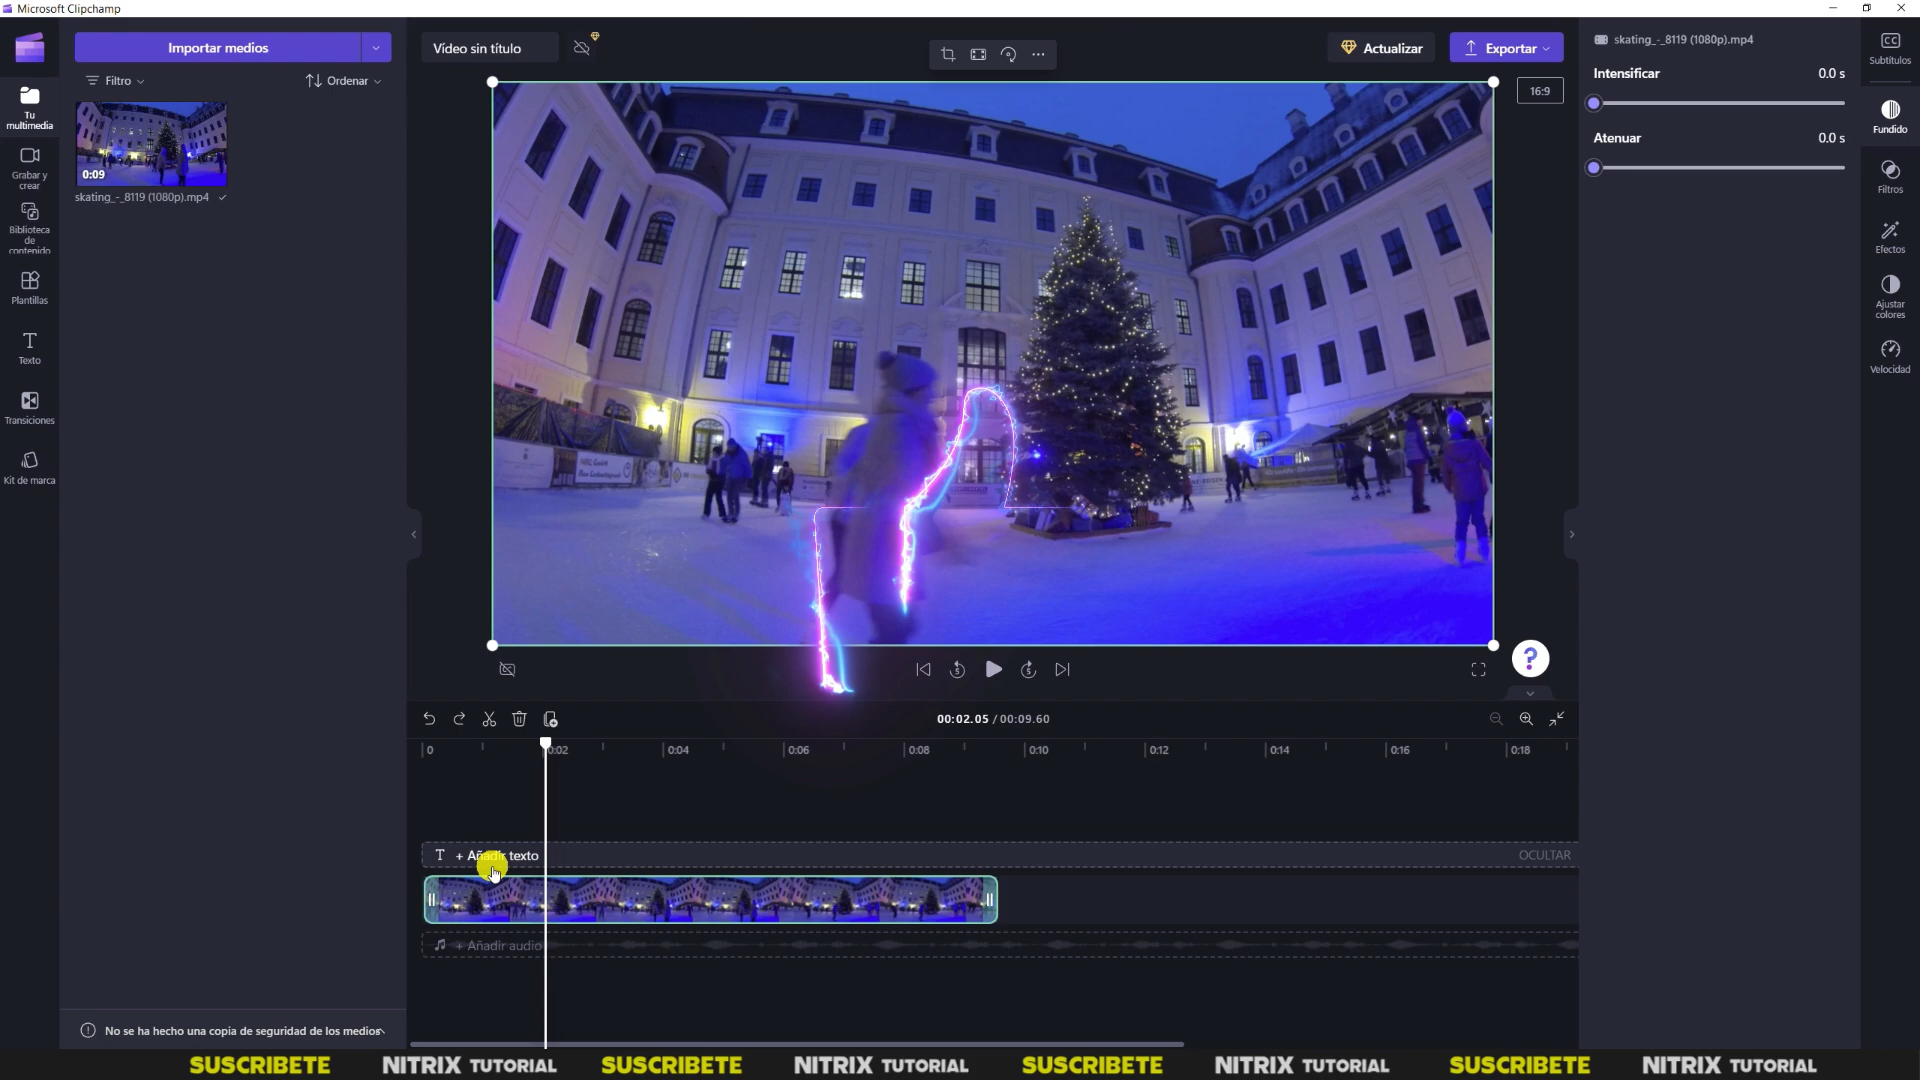 Microsoft Clipchamp
Importar medios
Vídeo sin título
Actualizar
Exportar
skating_-_8119 (1080p).mp4
Subtítulos
Filtro
Ordenar
16:9
Intensificar
0.0 s
Tu multimedia
Fundido
Atenuar
0.0 s
0:09
skating_-_8119 (1080p).mp4
Grabar y crear
Filtros
Biblioteca de contenido
Efectos
Plantillas
Ajustar colores
Texto
Velocidad
Transiciones
Kit de marca
5
5
?
00:02.05 / 00:09.60
0
0:02
0:04
0:06
0:08
0:10
0:12
0:14
0:16
0:18
T + Añadir texto
OCULTAR
+ Añadir audio
No se ha hecho una copia de seguridad de los medios
SUSCRIBETE NITRIX TUTORIAL SUSCRIBETE NITRIX TUTORIAL SUSCRIBETE NITRIX TUTORIAL SUSCRIBETE NITRIX TUTORIAL